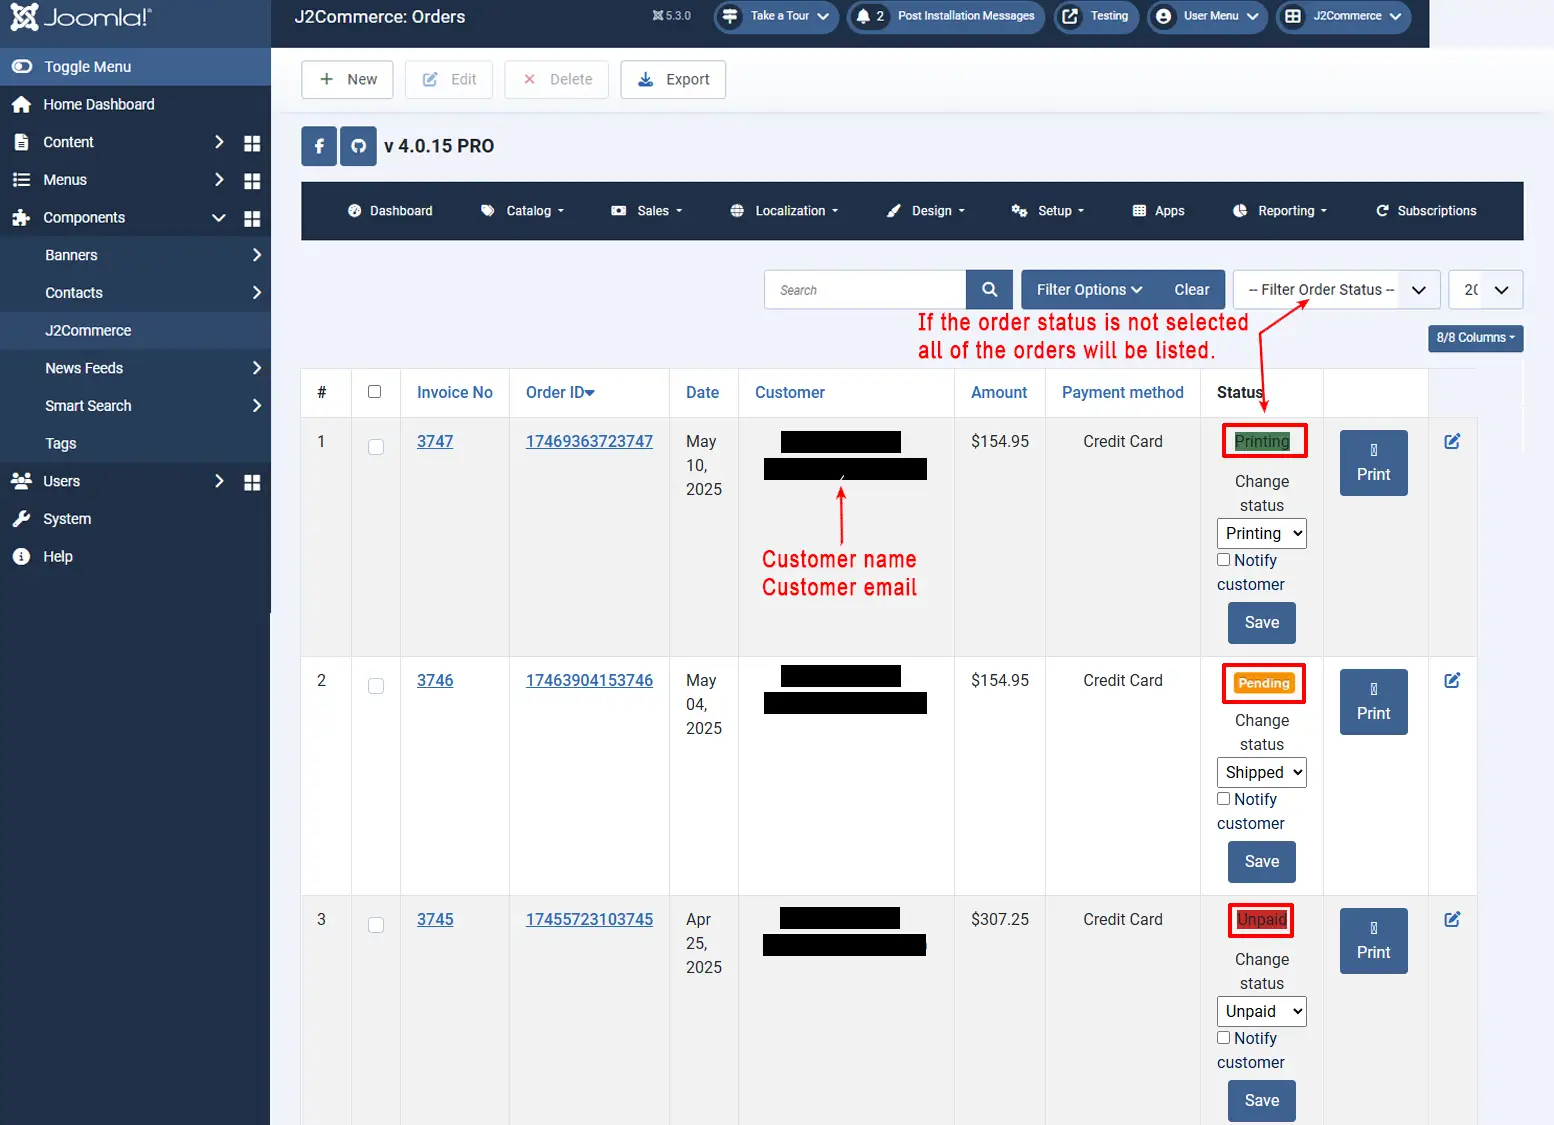 Joomla!®
J2Commerce: Orders
5.3.0
Take a Tour
2 Post Installation Messages
Testing
User Menu
J2Commerce
Toggle Menu
Home Dashboard
Content
Menus
Components
Banners
Contacts
J2Commerce
News Feeds
Smart Search
Tags
Users
System
Help
New
Edit
Delete
Export
v 4.0.15 PRO
Dashboard
Catalog
Sales
Localization
Design
Setup
Apps
Reporting
Subscriptions
Search
Filter Options
Clear
-- Filter Order Status --
20
If the order status is not selected
all of the orders will be listed.
8/8 Columns
# Invoice No Order ID Date Customer Amount Payment method Status
1 3747 17469363723747 May 10, 2025 $154.95 Credit Card Printing
Change status
Printing
Notify customer
Save
Print
Customer name
Customer email
2 3746 17463904153746 May 04, 2025 $154.95 Credit Card Pending
Change status
Shipped
Notify customer
Save
Print
3 3745 17455723103745 Apr 25, 2025 $307.25 Credit Card Unpaid
Change status
Unpaid
Notify customer
Save
Print